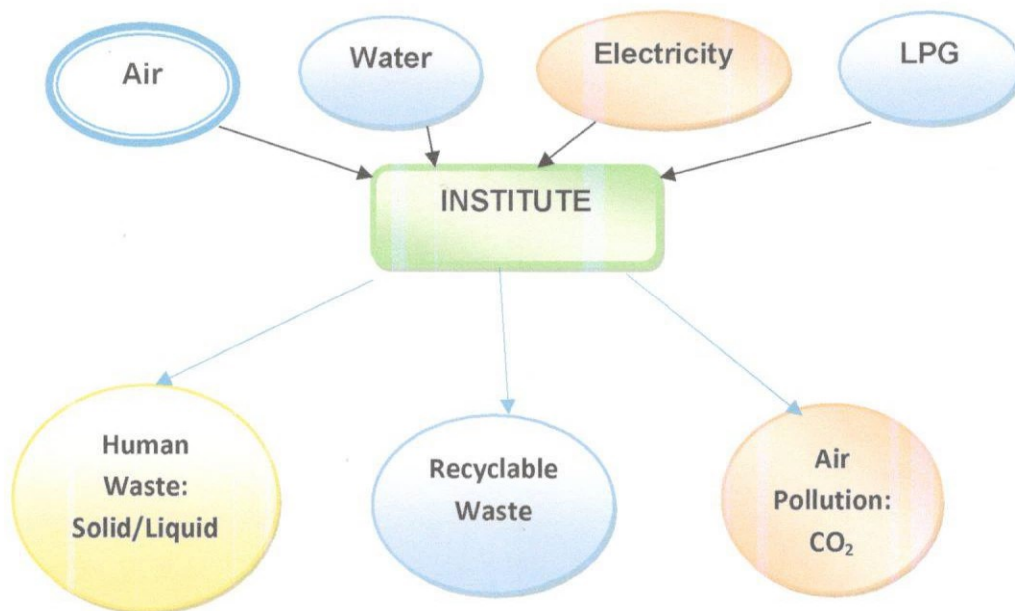 Air
Water
Electricity
LPG
INSTITUTE
Human
Waste:
Solid/Liquid
Recyclable
Waste
Air
Pollution:
CO₂